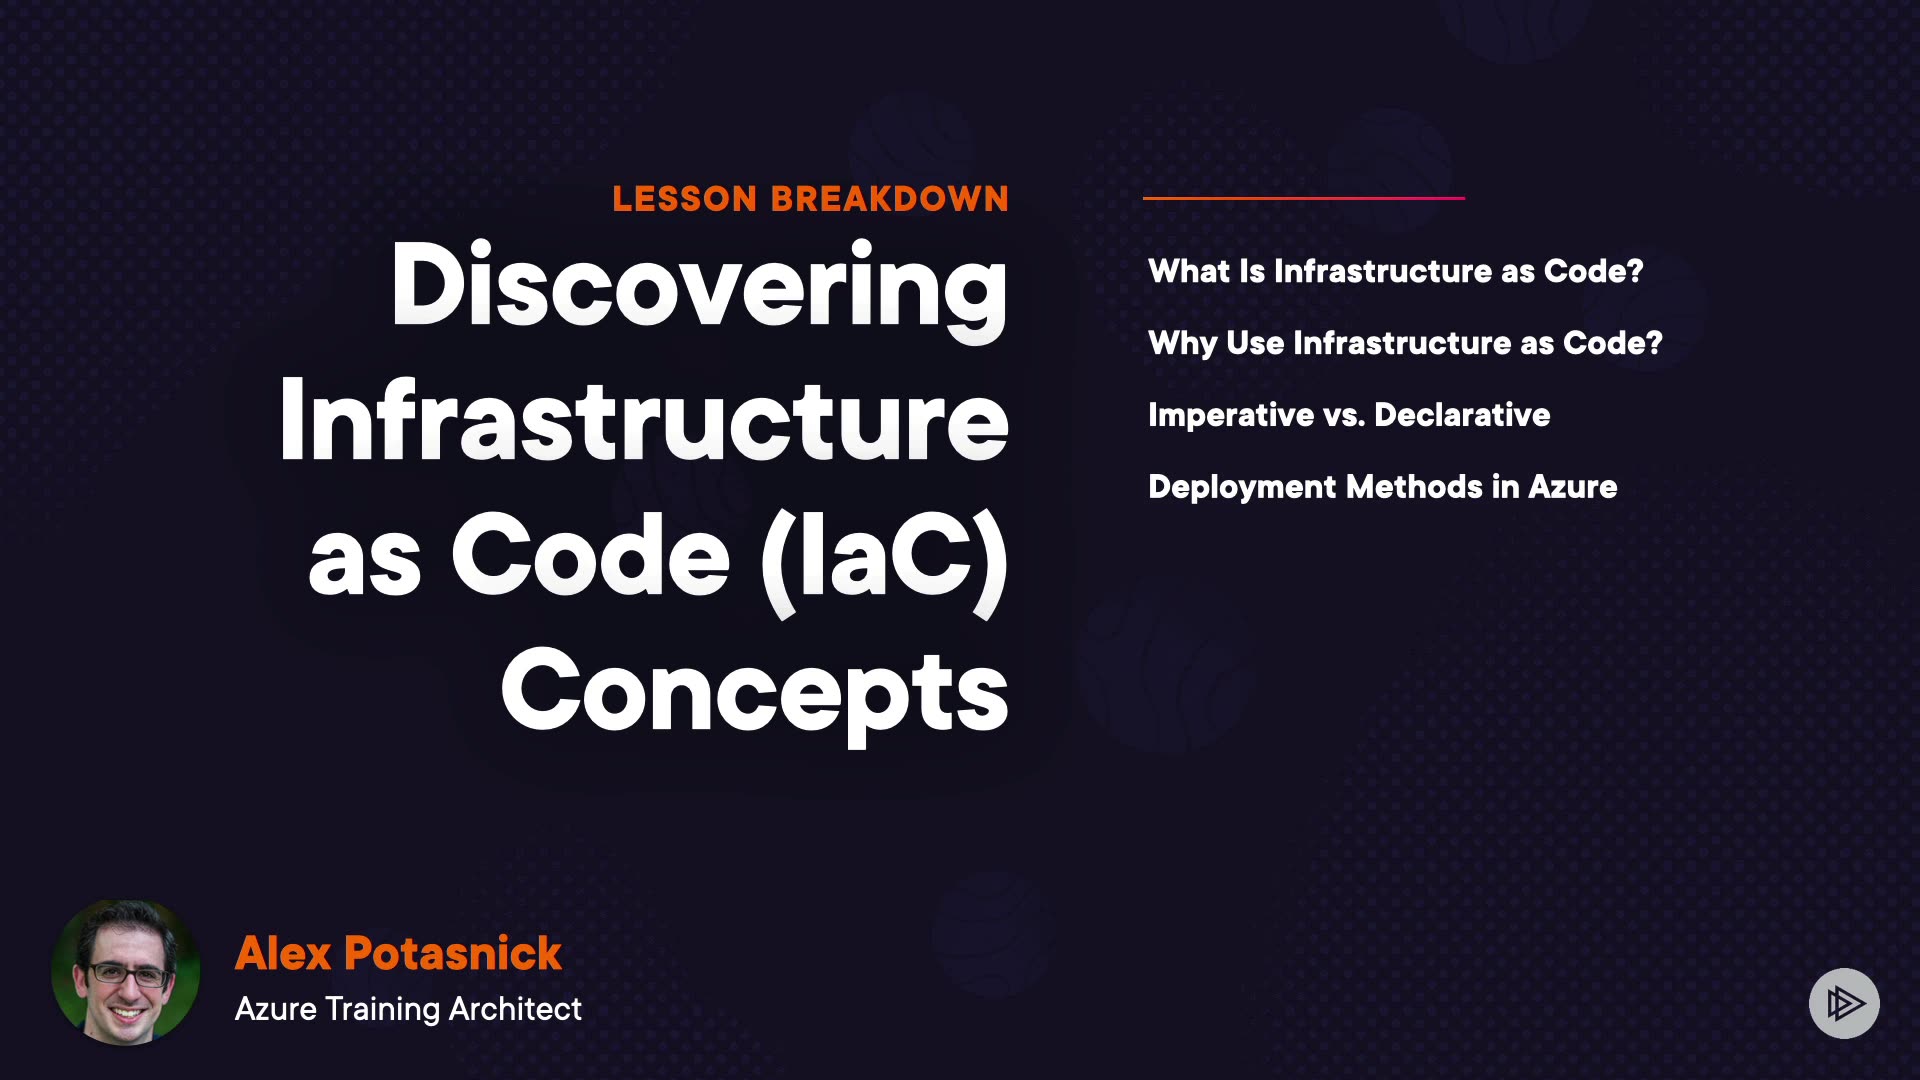 LESSON BREAKDOWN
Discovering
Infrastructure
as Code (IaC)
Concepts
What Is Infrastructure as Code?
Why Use Infrastructure as Code?
Imperative vs. Declarative
Deployment Methods in Azure
Alex Potasnick
Azure Training Architect